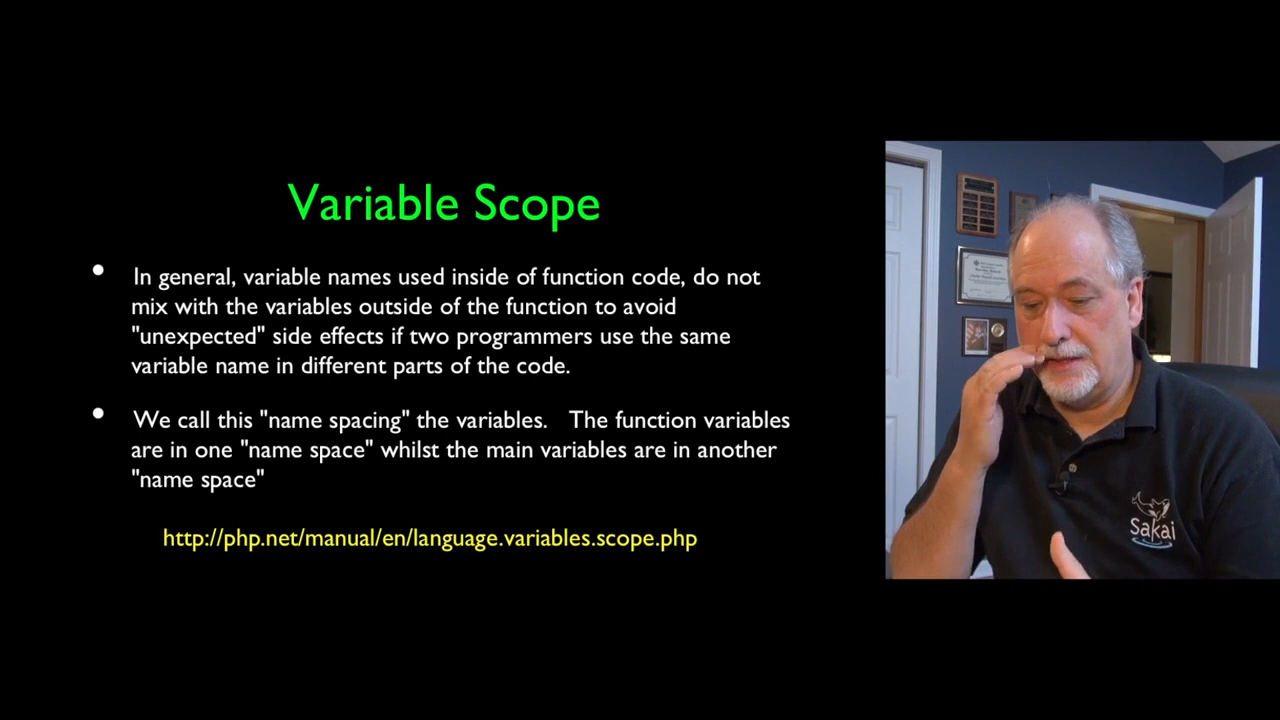 Variable Scope
• In general, variable names used inside of function code, do not
mix with the variables outside of the function to avoid
"unexpected" side effects if two programmers use the same
variable name in different parts of the code.
• We call this "name spacing" the variables. The function variables
are in one "name space" whilst the main variables are in another
"name space"
http://php.net/manual/en/language.variables.scope.php
Sakai